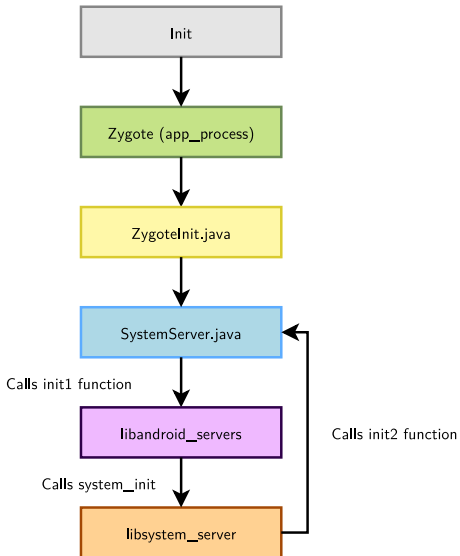 Init
Zygote (app_process)
ZygoteInit.java
SystemServer.java
Calls init1 function
libandroid_servers
Calls init2 function
Calls system_init
libsystem_server